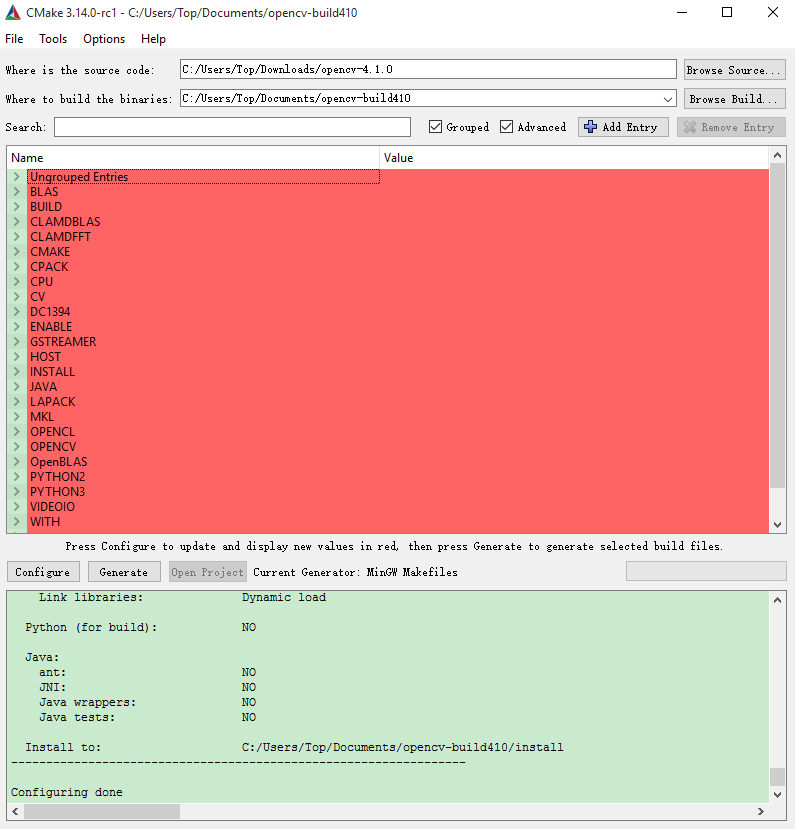 CMake 3.14.0-rc1 - C:/Users/Top/Documents/opencv-build410
File Tools Options Help
Where is the source code: C:/Users/Top/Downloads/opencv-4.1.0 Browse Source...
Where to build the binaries: C:/Users/Top/Documents/opencv-build410 Browse Build...
Search: Grouped Advanced Add Entry Remove Entry
Name Value
Ungrouped Entries
BLAS
BUILD
CLAMDBLAS
CLAMDFFT
CMAKE
CPACK
CPU
CV
DC1394
ENABLE
GSTREAMER
HOST
INSTALL
JAVA
LAPACK
MKL
OPENCL
OPENCV
OpenBLAS
PYTHON2
PYTHON3
VIDEOIO
WITH
Press Configure to update and display new values in red, then press Generate to generate selected build files.
Configure Generate Open Project Current Generator: MinGW Makefiles
Link libraries: Dynamic load
Python (for build): NO
Java:
ant: NO
JNI: NO
Java wrappers: NO
Java tests: NO
Install to: C:/Users/Top/Documents/opencv-build410/install
-----------------------------------------------------------------
Configuring done